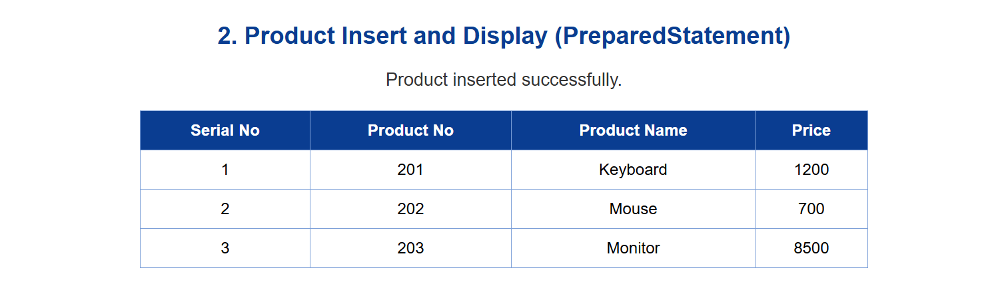 2. Product Insert and Display (PreparedStatement)
Product inserted successfully.
Serial No Product No Product Name Price
1 201 Keyboard 1200
2 202 Mouse 700
3 203 Monitor 8500